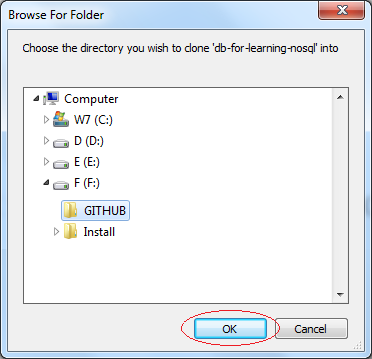 Browse For Folder
Choose the directory you wish to clone 'db-for-learning-nosql' into
Computer
W7 (C:)
D (D:)
E (E:)
F (F:)
GITHUB
Install
OK
Cancel